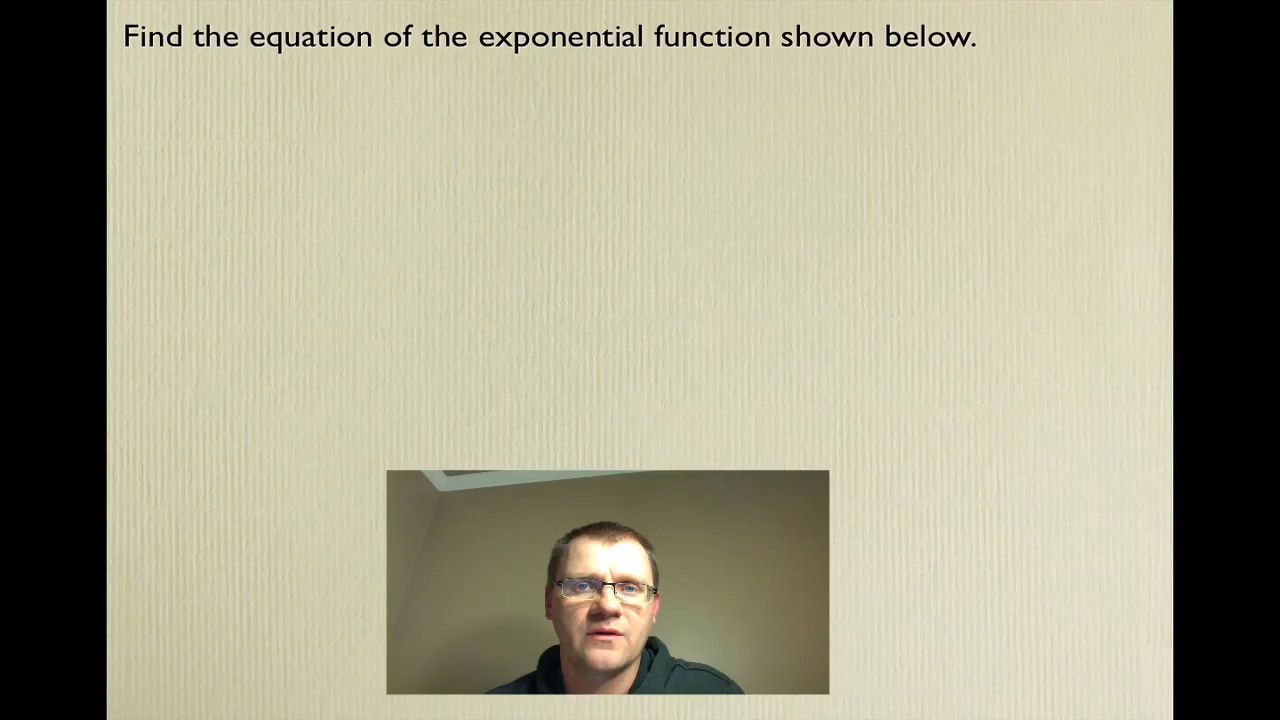 Find the equation of the exponential function shown below.